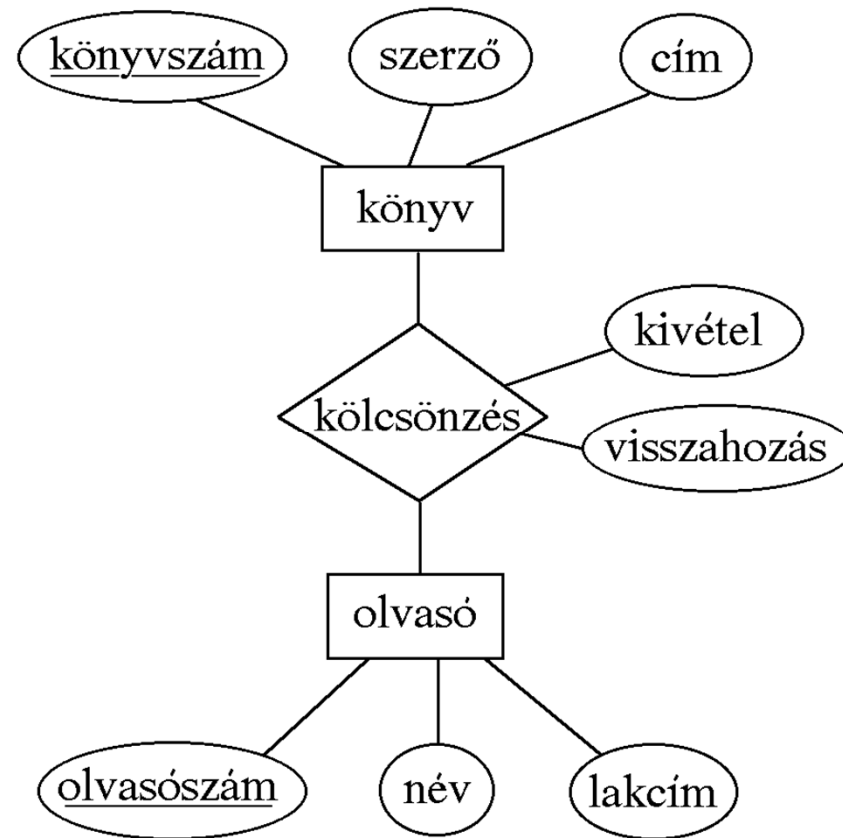 könyvszám
szerző
cím
könyv
kivétel
kölcsönzés
visszahozás
olvasó
olvasószám
név
lakcím